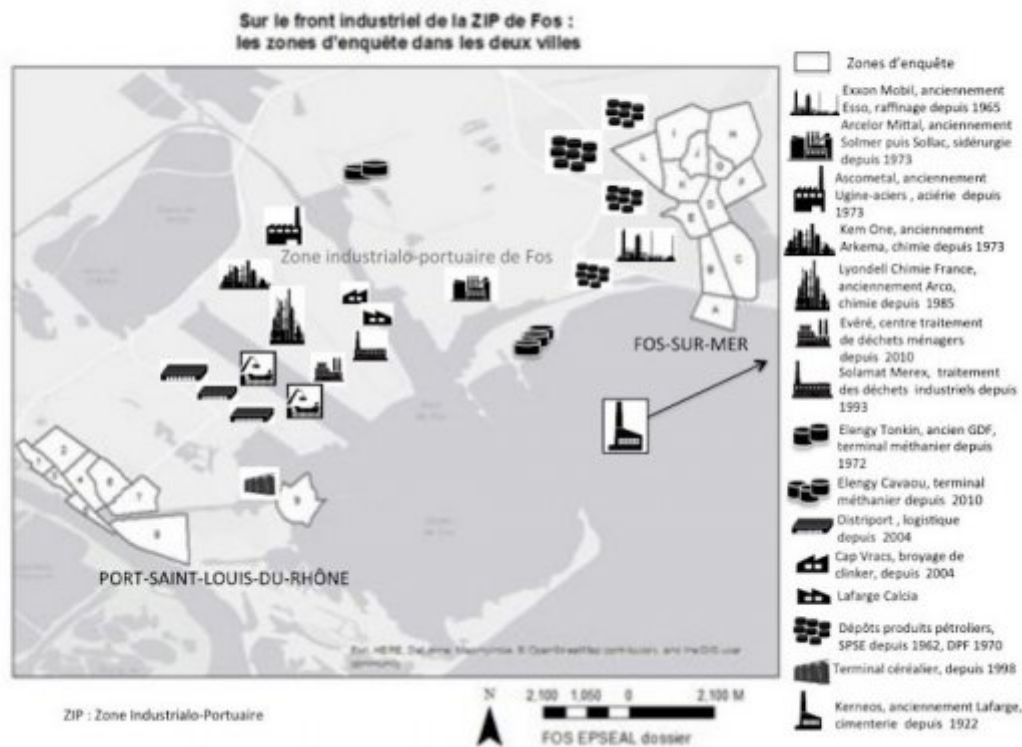 Sur le front industriel de la ZIP de Fos :
les zones d'enquête dans les deux villes
Zone industrialo-portuaire de Fos
FOS-SUR-MER
PORT-SAINT-LOUIS-DU-RHÔNE
Zones d'enquête
Exxon Mobil, anciennement
Esso, raffinage depuis 1965
Arcelor Mittal, anciennement
Solmer puis Sollac, sidérurgie
depuis 1973
Ascometal, anciennement
Ugine-aciers , aciérie depuis
1973
Kem One, anciennement
Arkema, chimie depuis 1973
Lyondell Chimie France,
anciennement Arco,
chimie depuis 1985
Evéré, centre traitement
de déchets ménagers
depuis 2010
Solamat Merex, traitement
des déchets industriels depuis
1993
Elengy Tonkin, ancien GDF,
terminal méthanier depuis
1972
Elengy Cavaou, terminal
méthanier depuis 2010
Distriport , logistique
depuis 2004
Cap Vracs, broyage de
clinker, depuis 2004
Lafarge Calcia
Dépôts produits pétroliers,
SPSE depuis 1962, DPF 1970
Terminal céréalier, depuis 1998
Kerneos, anciennement Lafarge,
cimenterie depuis 1922
ZIP : Zone Industrialo-Portuaire
N
2,100 1,050 0 2,100 M
FOS EPSEAL dossier